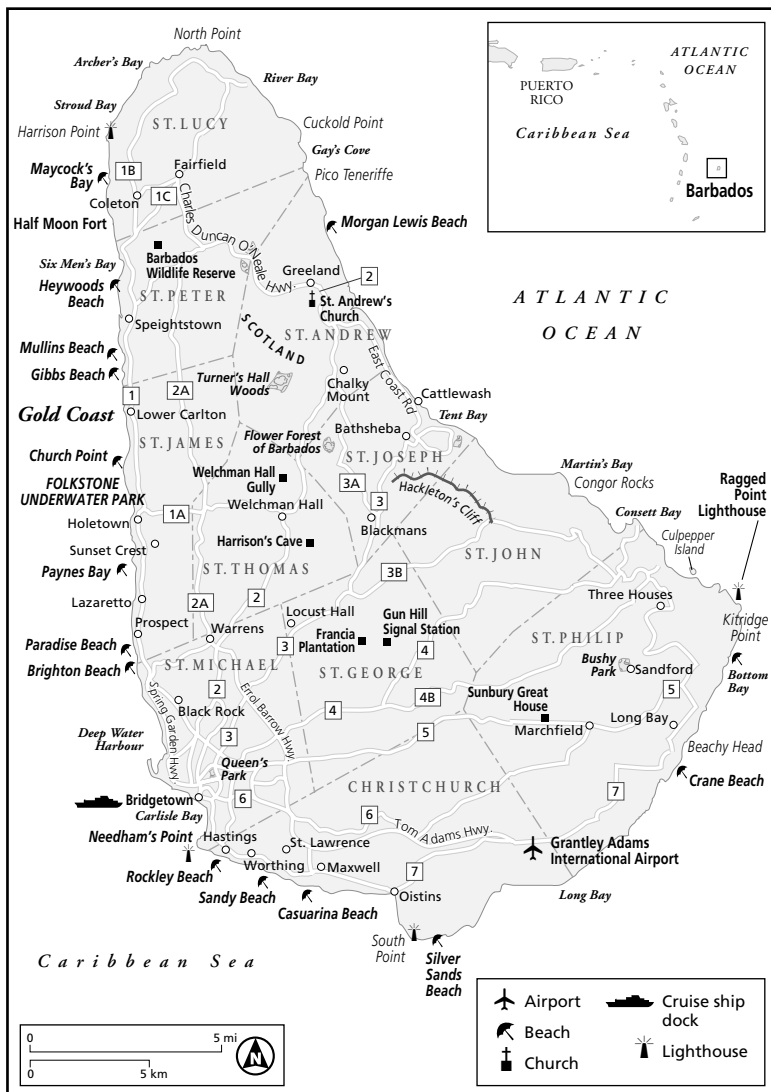 North Point
Archer's Bay
River Bay
Stroud Bay
Harrison Point
ST.LUCY
Cuckold Point
Gay's Cove
Pico Teneriffe
Maycock's
Bay
1B
Fairfield
1C
Coleton
Charles Duncan O'Neale Hwy.
Half Moon Fort
Morgan Lewis Beach
Barbados
Wildlife Reserve
Six Men's Bay
Heywoods
Beach
Greeland
2
ST.PETER
St. Andrew's
Church
Speightstown
SCOTLAND
ST.ANDREW
Mullins Beach
Gibbs Beach
Turner's Hall
Woods
Chalky
Mount
East Coast Rd
Cattlewash
1
2A
Gold Coast
Lower Carlton
Tent Bay
ST.JAMES
Flower Forest
of Barbados
Bathsheba
ST.JOSEPH
Church Point
FOLKSTONE
UNDERWATER PARK
Welchman Hall
Gully
3A
3
Hackleton's Cliff
Martin's Bay
Congor Rocks
Ragged
Point
Lighthouse
Consett Bay
Holetown
1A
Welchman Hall
Blackmans
Culpepper
Island
Sunset Crest
Harrison's Cave
ST.JOHN
Paynes Bay
ST.THOMAS
3B
Lazaretto
2A
2
Locust Hall
Gun Hill
Signal Station
Three Houses
Kitridge
Point
Prospect
Warrens
Francia
Plantation
3
4
ST.PHILIP
Paradise Beach
Brighton Beach
ST.MICHAEL
ST.GEORGE
Bushy
Park
Sandford
Bottom
Bay
Spring Garden Hwy.
Black Rock
2
Errol Barrow Hwy.
4B
Sunbury Great
House
5
4
Long Bay
Deep Water
Harbour
3
5
Marchfield
Beachy Head
Queen's
Park
CHRISTCHURCH
Crane Beach
Bridgetown
6
7
Carlisle Bay
6
Tom Adams Hwy.
Needham's Point
Hastings
St. Lawrence
Grantley Adams
International Airport
Worthing
Maxwell
7
Rockley Beach
Sandy Beach
Casuarina Beach
Oistins
Long Bay
South
Point
Silver
Sands
Beach
ATLANTIC
OCEAN
Caribbean Sea
ATLANTIC
OCEAN
PUERTO
RICO
Caribbean Sea
Barbados
0
5 mi
0
5 km
N
Airport
Beach
Church
Cruise ship
dock
Lighthouse